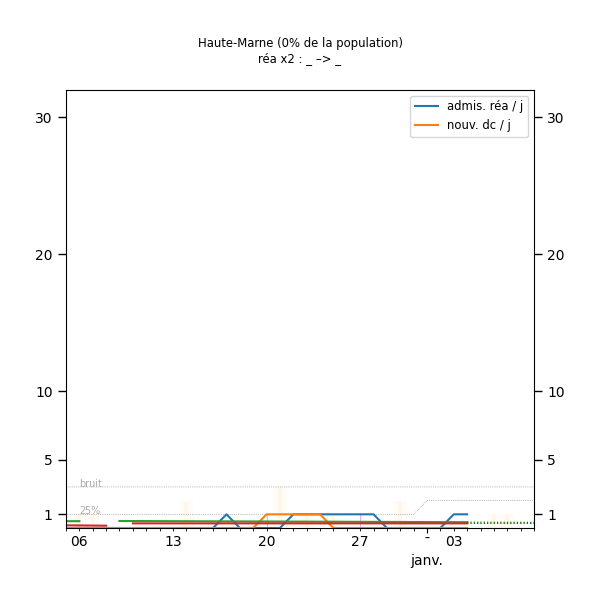 Haute-Marne (0% de la population)
réa x2 : _ –> _
admis. réa / j
nouv. dc / j
30 30
20 20
10 10
5 5
bruit
25%
1 1
06 13 20 27 - 03
janv.